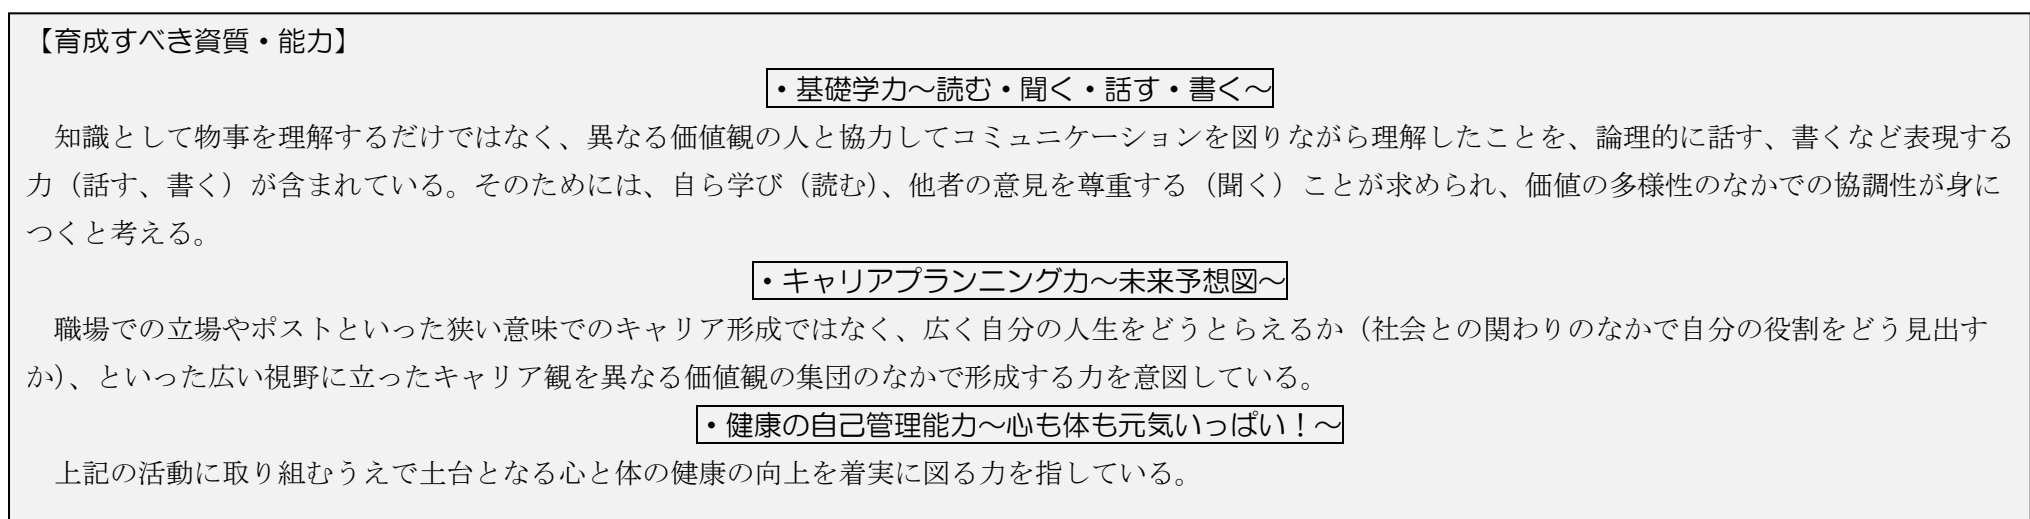 【育成すべき資質・能力】
・基礎学力～読む・聞く・話す・書く～
　知識として物事を理解するだけではなく、異なる価値観の人と協力してコミュニケーションを図りながら理解したことを、論理的に話す、書くなど表現する
力（話す、書く）が含まれている。そのためには、自ら学び（読む）、他者の意見を尊重する（聞く）ことが求められ、価値の多様性のなかでの協調性が身に
つくと考える。
・キャリアプランニング力～未来予想図～
　職場での立場やポストといった狭い意味でのキャリア形成ではなく、広く自分の人生をどうとらえるか（社会との関わりのなかで自分の役割をどう見出す
か）、といった広い視野に立ったキャリア観を異なる価値観の集団のなかで形成する力を意図している。
・健康の自己管理能力～心も体も元気いっぱい！～
　上記の活動に取り組むうえで土台となる心と体の健康の向上を着実に図る力を指している。